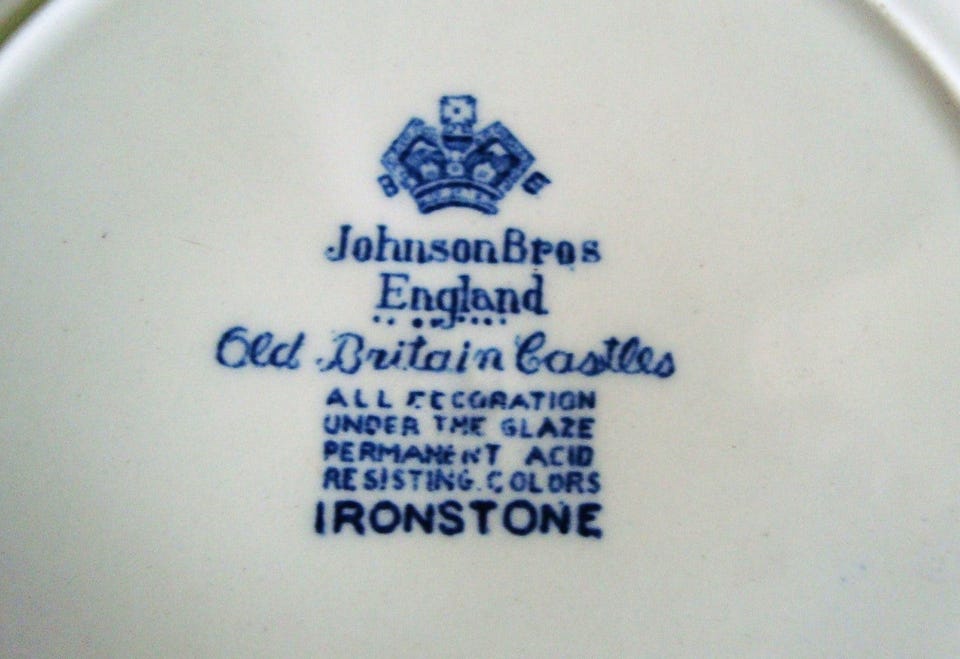 B E
Johnson Bros
England
Old Britain Castles
ALL DECORATION
UNDER THE GLAZE
PERMANENT ACID
RESISTING COLORS
IRONSTONE